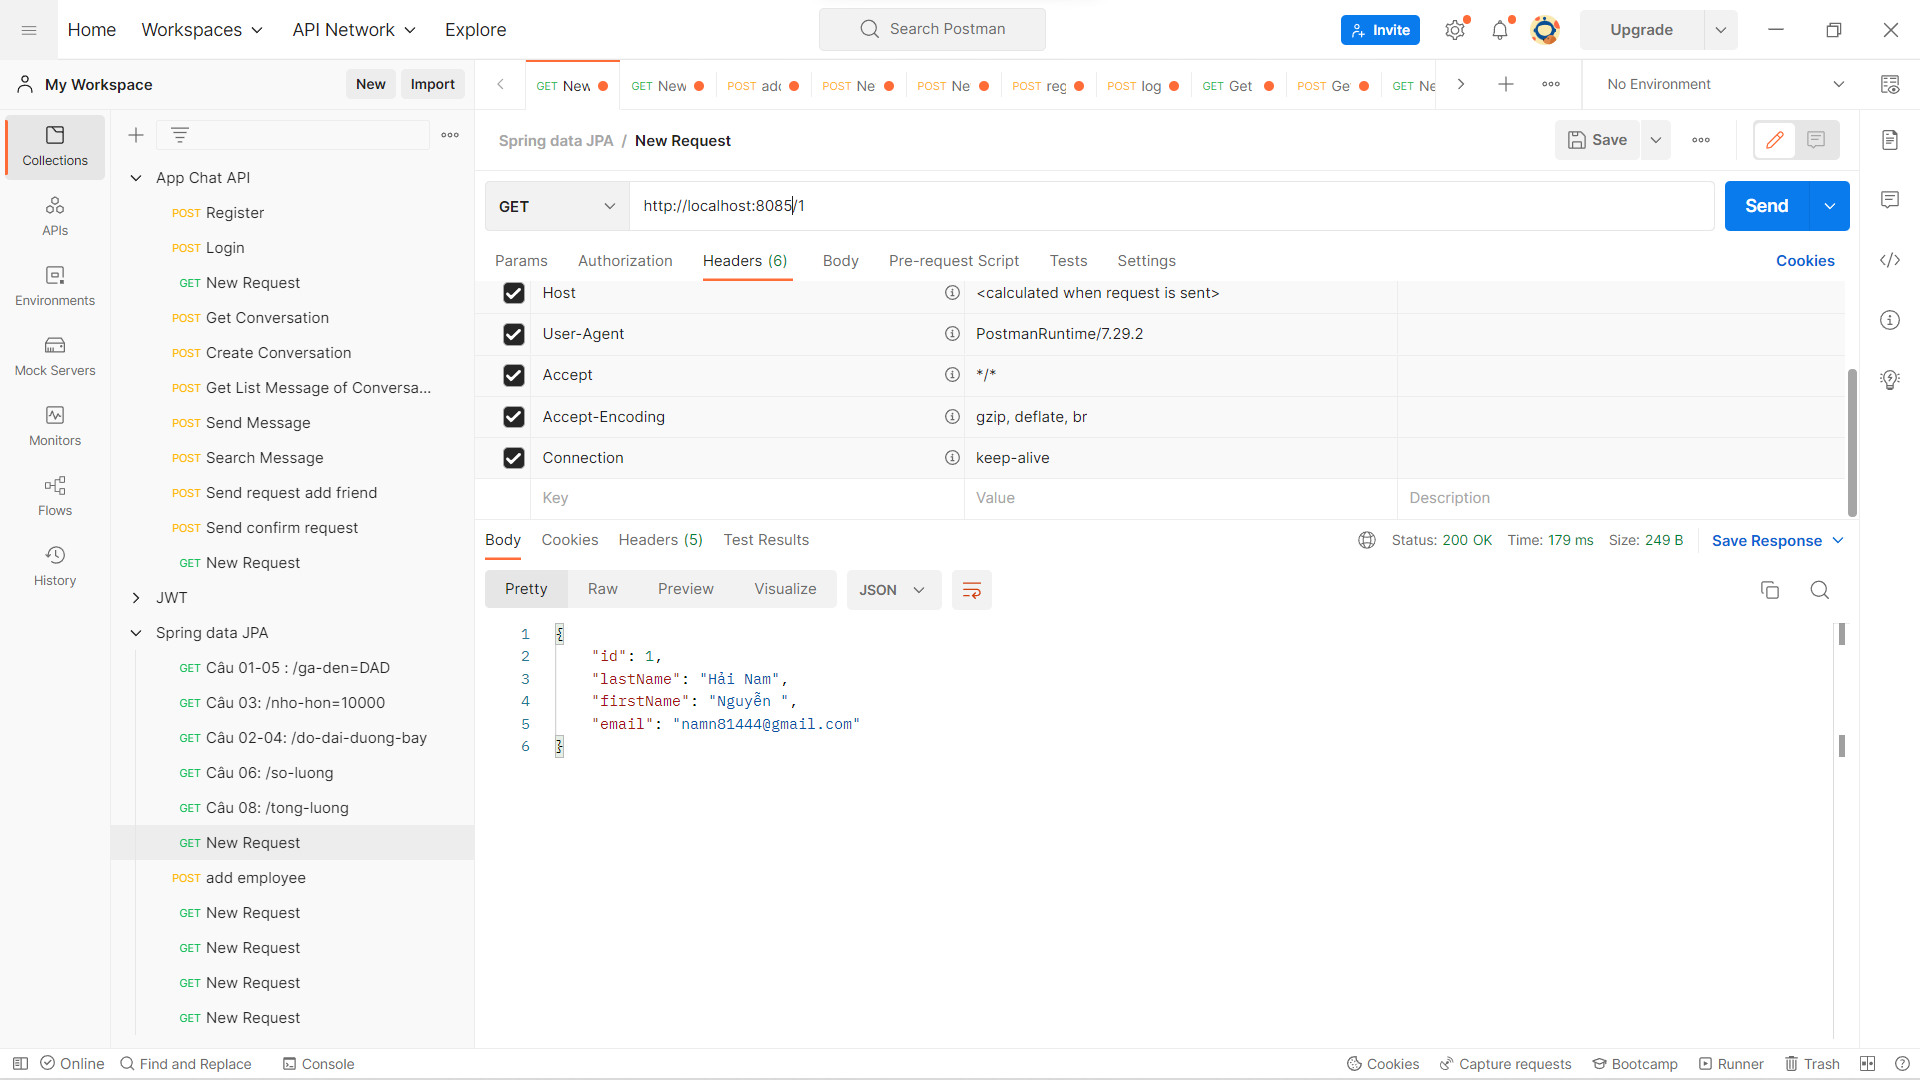 Home Workspaces API Network Explore Search Postman Invite Upgrade
My Workspace New Import
GET New GET New POST add POST Ne POST Ne POST reg POST log GET Get POST Ge GET Ne No Environment
Collections
APIs
Environments
Mock Servers
Monitors
Flows
History
App Chat API
POST Register
POST Login
GET New Request
POST Get Conversation
POST Create Conversation
POST Get List Message of Conversa...
POST Send Message
POST Search Message
POST Send request add friend
POST Send confirm request
GET New Request
JWT
Spring data JPA
GET Câu 01-05 : /ga-den=DAD
GET Câu 03: /nho-hon=10000
GET Câu 02-04: /do-dai-duong-bay
GET Câu 06: /so-luong
GET Câu 08: /tong-luong
GET New Request
POST add employee
GET New Request
GET New Request
GET New Request
GET New Request
Spring data JPA / New Request Save
GET http://localhost:8085/1 Send
Params Authorization Headers (6) Body Pre-request Script Tests Settings Cookies
Host <calculated when request is sent>
User-Agent PostmanRuntime/7.29.2
Accept */*
Accept-Encoding gzip, deflate, br
Connection keep-alive
Key Value Description
Body Cookies Headers (5) Test Results Status: 200 OK Time: 179 ms Size: 249 B Save Response
Pretty Raw Preview Visualize JSON
1 {
2 "id": 1,
3 "lastName": "Hải Nam",
4 "firstName": "Nguyễn ",
5 "email": "namn81444@gmail.com"
6 }
Online Find and Replace Console Cookies Capture requests Bootcamp Runner Trash